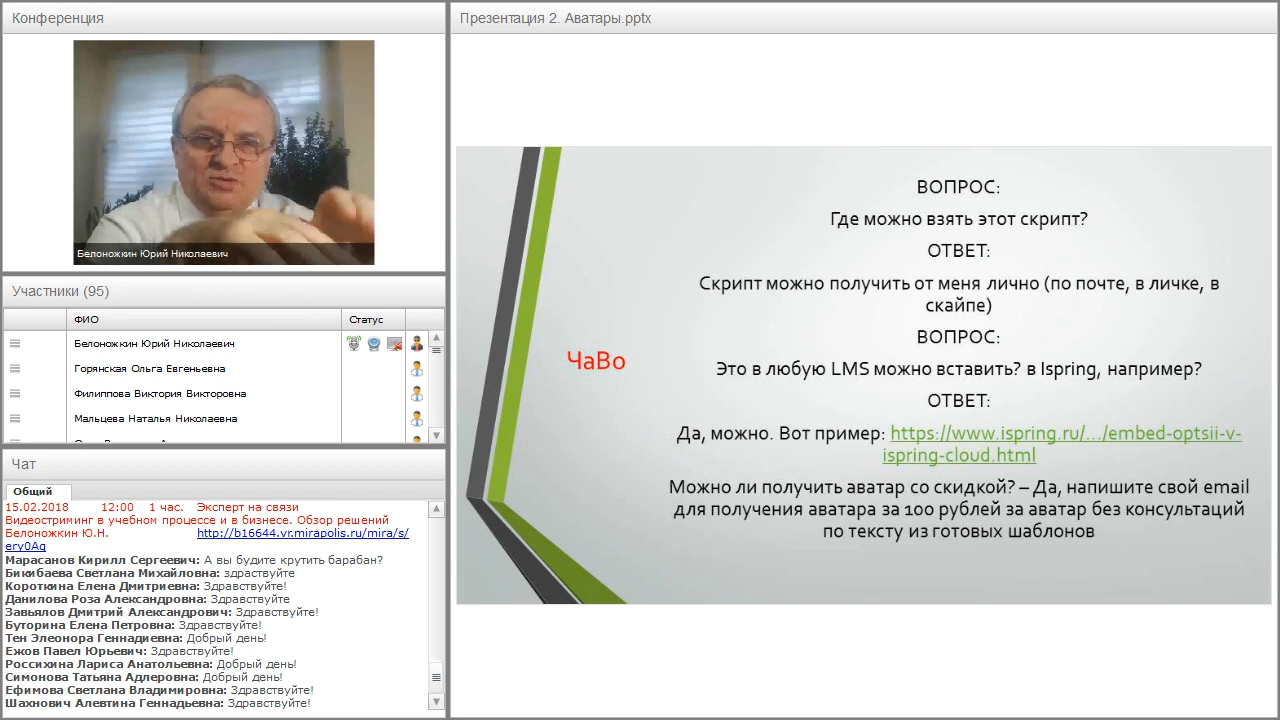 Конференция
Белоножкин Юрий Николаевич
Участники (95)
ФИО
Статус
Белоножкин Юрий Николаевич
Горянская Ольга Евгеньевна
Филиппова Виктория Викторовна
Мальцева Наталья Николаевна
Чат
Общий
15.02.2018 12:00 1 час. Эксперт на связи
Видеостриминг в учебном процессе и в бизнесе. Обзор решений
Белоножкин Ю.Н. http://b16644.vr.mirapolis.ru/mira/s/
ery0Aq
Марасанов Кирилл Сергеевич: А вы будите крутить барабан?
Бикибаева Светлана Михайловна: здраствуйте
Короткина Елена Дмитриевна: Здравствуйте!
Данилова Роза Александровна: Здравствуйте
Завьялов Дмитрий Александрович: Здравствуйте!
Буторина Елена Петровна: Здравствуйте!
Тен Элеонора Геннадиевна: Добрый день!
Ежов Павел Юрьевич: Здравствуйте!
Россихина Лариса Анатольевна: Добрый день!
Симонова Татьяна Адлеровна: Добрый день!
Ефимова Светлана Владимировна: Здравствуйте!
Шахнович Алевтина Геннадьевна: Здравствуйте!
Презентация 2. Аватары.pptx
ЧаВо
ВОПРОС:
Где можно взять этот скрипт?
ОТВЕТ:
Скрипт можно получить от меня лично (по почте, в личке, в
скайпе)
ВОПРОС:
Это в любую LMS можно вставить? в Ispring, например?
ОТВЕТ:
Да, можно. Вот пример: https://www.ispring.ru/.../embed-optsii-v-
ispring-cloud.html
Можно ли получить аватар со скидкой? – Да, напишите свой email
для получения аватара за 100 рублей за аватар без консультаций
по тексту из готовых шаблонов